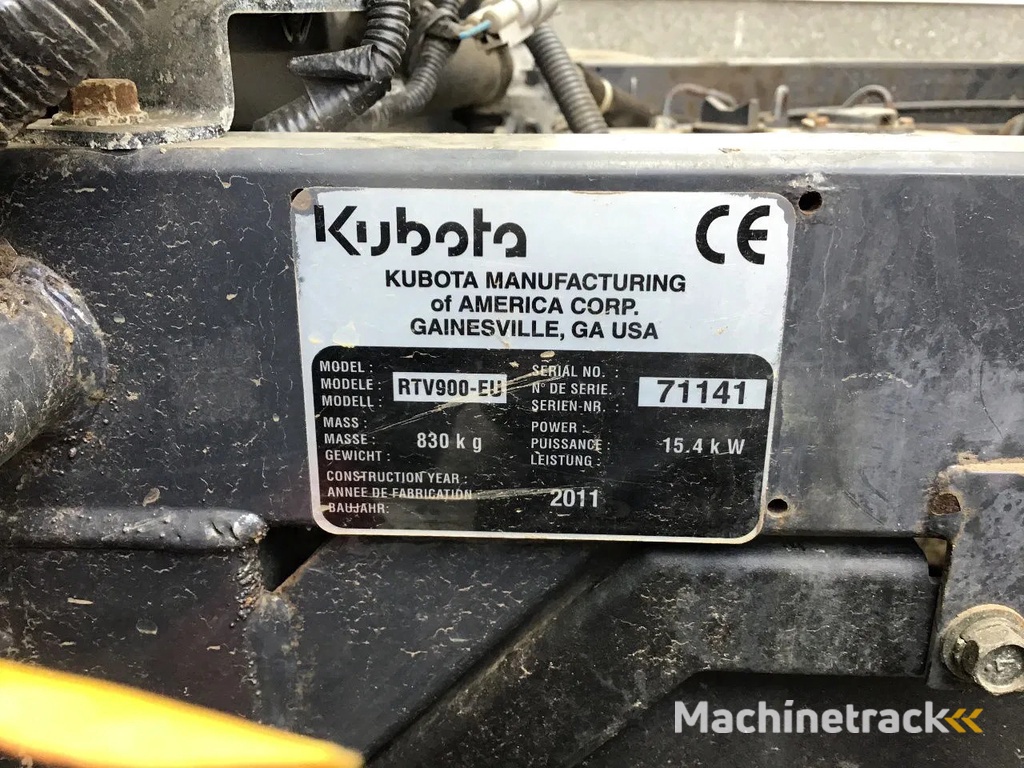 Kubota CE
KUBOTA MANUFACTURING
of AMERICA CORP.
GAINESVILLE, GA USA
MODEL :
MODELE : RTV900-EU
MODELL :
SERIAL NO. :
N° DE SERIE. : 71141
SERIEN-NR. :
MASS :
MASSE : 830 kg
GEWICHT :
POWER :
PUISSANCE : 15.4 kW
LEISTUNG :
CONSTRUCTION YEAR :
ANNEE DE FABRICATION 2011
BAUJAHR:
Machinetrack